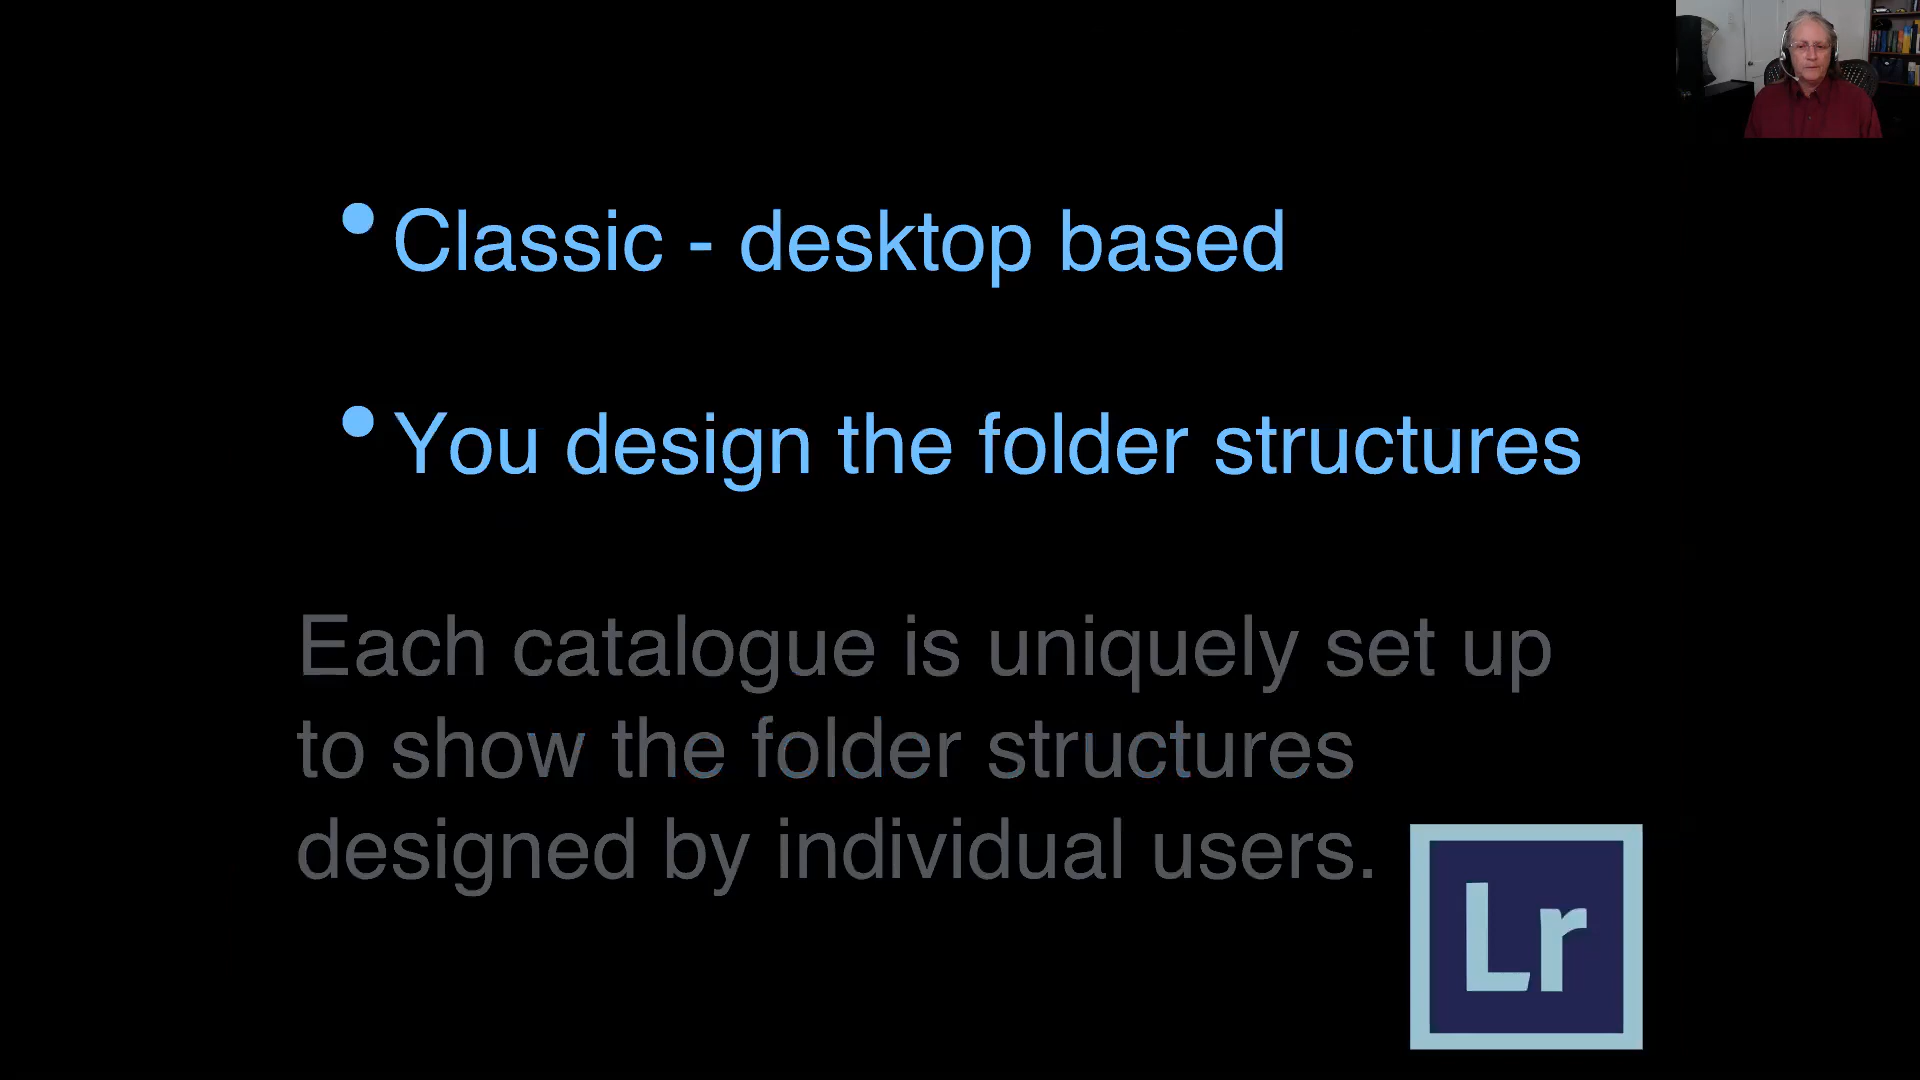 • Classic - desktop based
• You design the folder structures
Each catalogue is uniquely set up
to show the folder structures
designed by individual users.
Lr